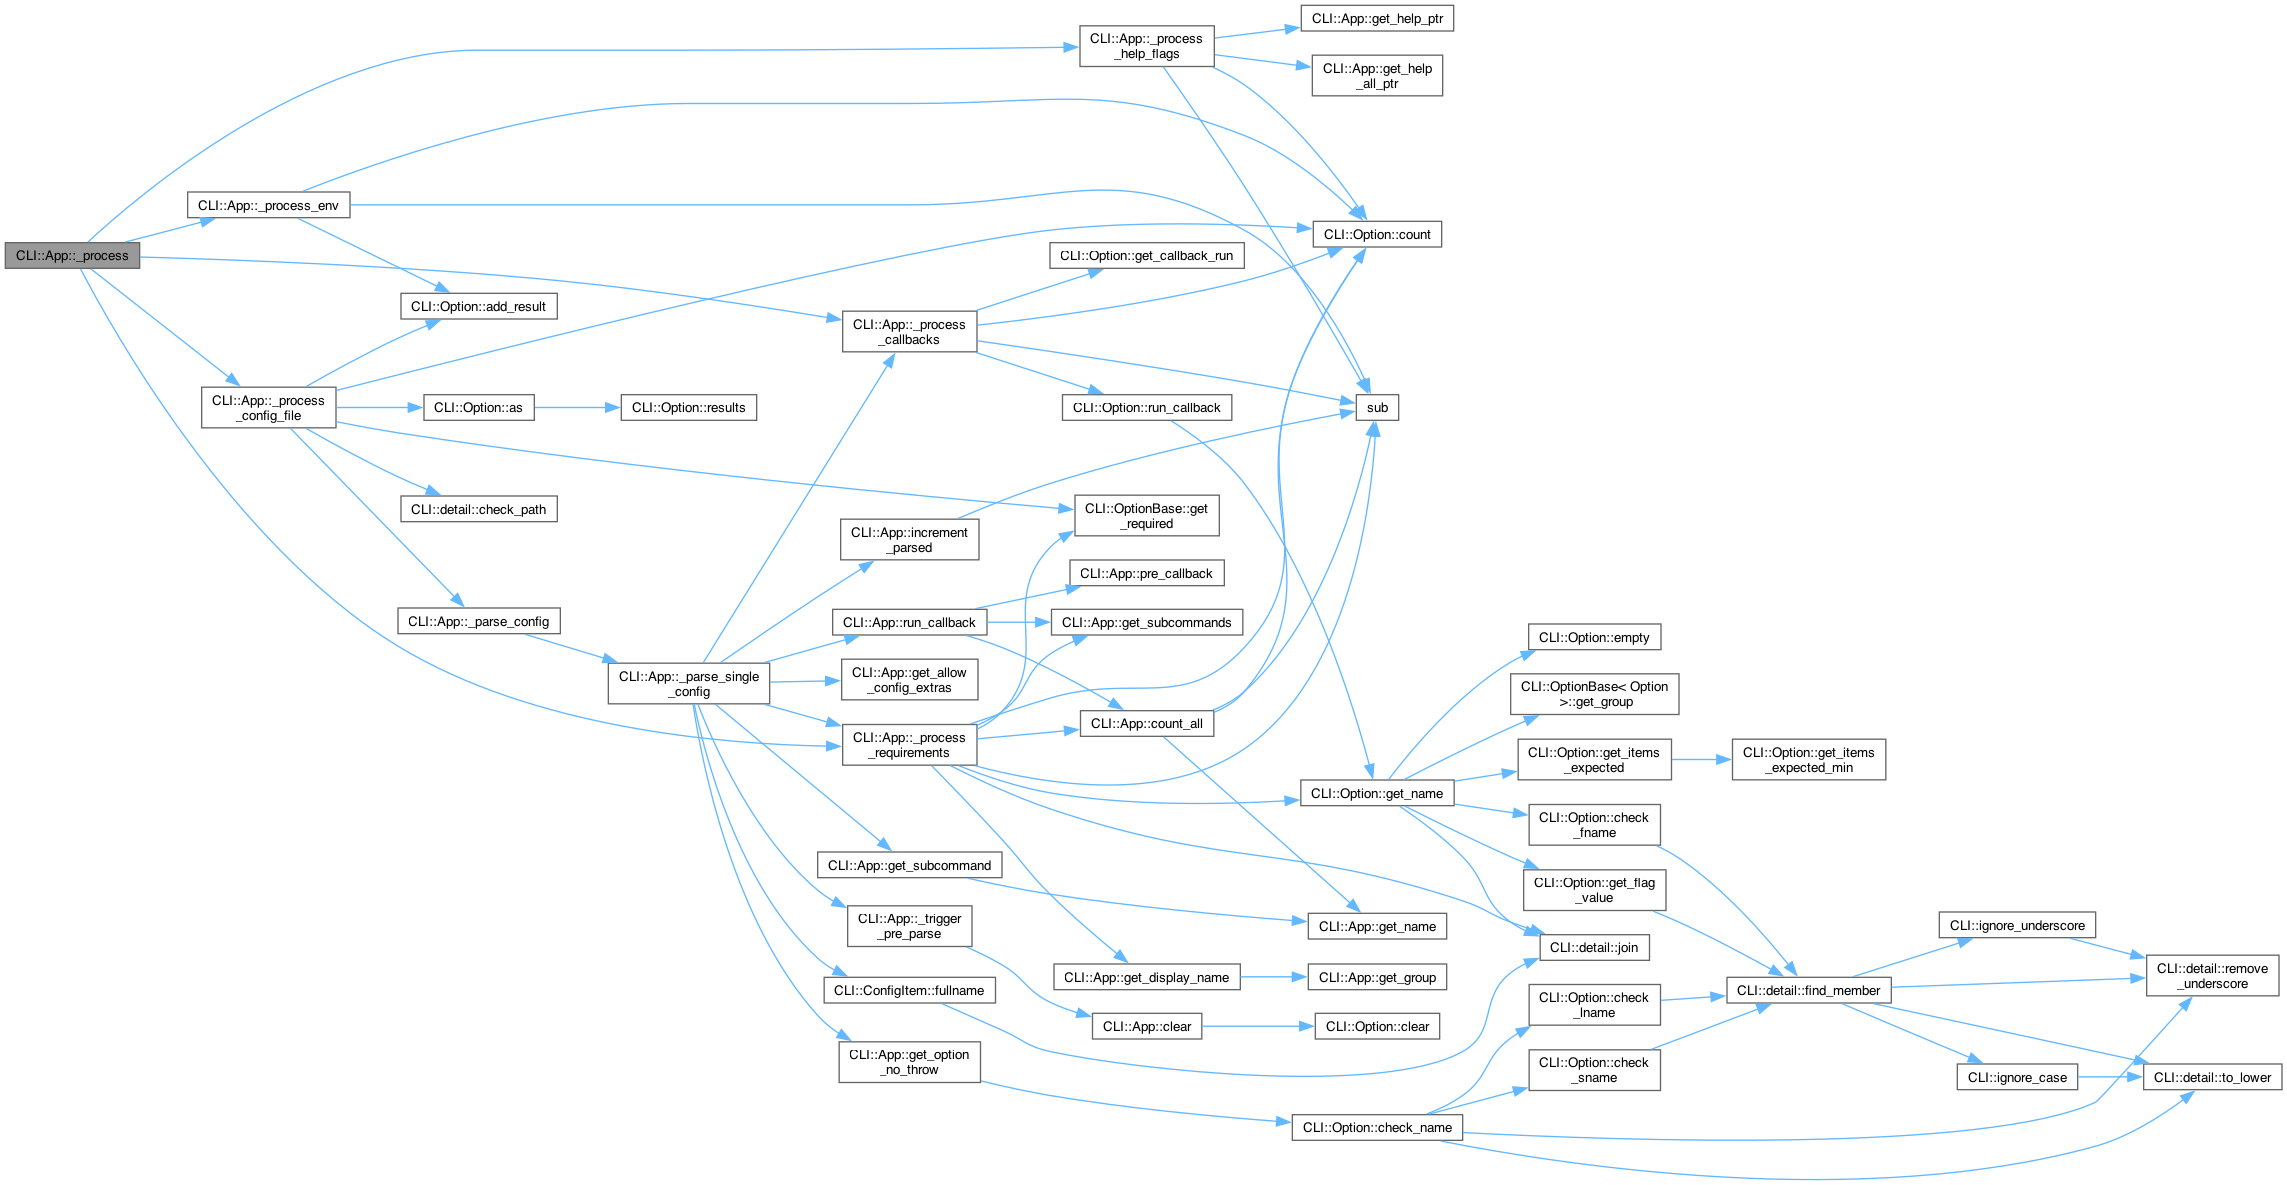 CLI::App::_process
CLI::App::_process_env
CLI::App::_process
_config_file
CLI::Option::add_result
CLI::Option::as
CLI::detail::check_path
CLI::App::_parse_config
CLI::Option::results
CLI::App::_parse_single
_config
CLI::App::_process
_callbacks
CLI::App::increment
_parsed
CLI::App::run_callback
CLI::App::get_allow
_config_extras
CLI::App::_process
_requirements
CLI::App::get_subcommand
CLI::App::_trigger
_pre_parse
CLI::ConfigItem::fullname
CLI::App::get_option
_no_throw
CLI::App::_process
_help_flags
CLI::Option::get_callback_run
CLI::Option::run_callback
CLI::OptionBase::get
_required
CLI::App::pre_callback
CLI::App::get_subcommands
CLI::App::count_all
CLI::App::get_display_name
CLI::App::clear
CLI::App::get_help_ptr
CLI::App::get_help
_all_ptr
CLI::Option::count
sub
CLI::Option::get_name
CLI::App::get_name
CLI::App::get_group
CLI::Option::clear
CLI::Option::check_name
CLI::Option::empty
CLI::OptionBase< Option
>::get_group
CLI::Option::get_items
_expected
CLI::Option::check
_fname
CLI::Option::get_flag
_value
CLI::detail::join
CLI::Option::check
_lname
CLI::Option::check
_sname
CLI::Option::get_items
_expected_min
CLI::detail::find_member
CLI::ignore_underscore
CLI::ignore_case
CLI::detail::remove
_underscore
CLI::detail::to_lower